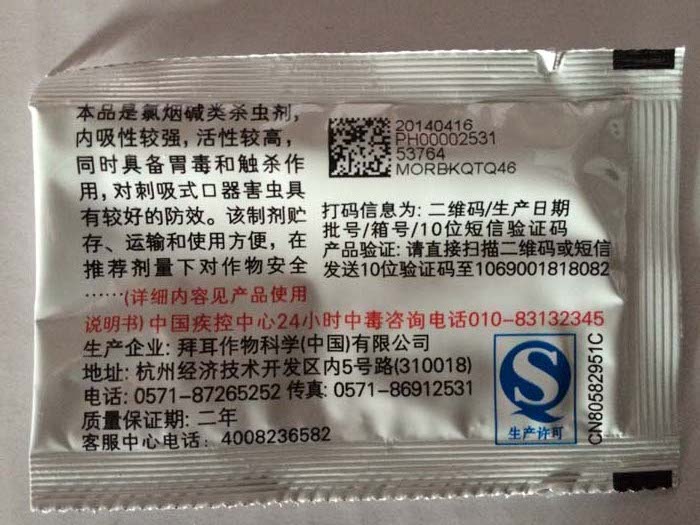 本品是氯烟碱类杀虫剂,
内吸性较强，活性较高，
同时具备胃毒和触杀作
用，对刺吸式口器害虫具
有较好的防效。该制剂贮
存、运输和使用方便，在
推荐剂量下对作物安全
……(详细内容见产品使用
说明书) 中国疾控中心24小时中毒咨询电话010-83132345
20140416
PH00002531
53764
MORBKQTQ46
打码信息为: 二维码/生产日期
批号/箱号/10位短信验证码
产品验证: 请直接扫描二维码或短信
发送10位验证码至1069001818082
生产企业: 拜耳作物科学(中国)有限公司
地址: 杭州经济技术开发区内5号路(310018)
电话: 0571-87265252 传真: 0571-86912531
质量保证期: 二年
客服中心电话: 4008236582
生产许可
CN80582951C